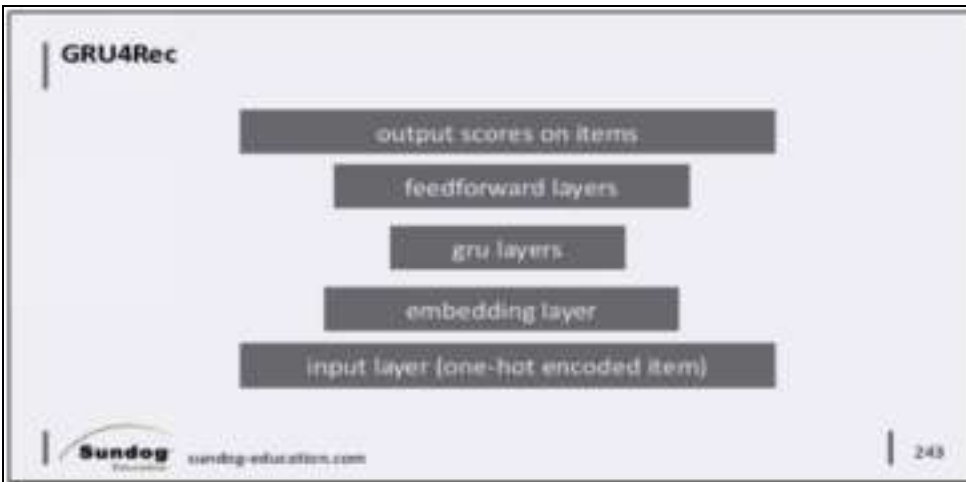 GRU4Rec
output scores on items
feedforward layers
gru layers
embedding layer
input layer (one-hot encoded item)
Sundog
Education
sundog-education.com
243